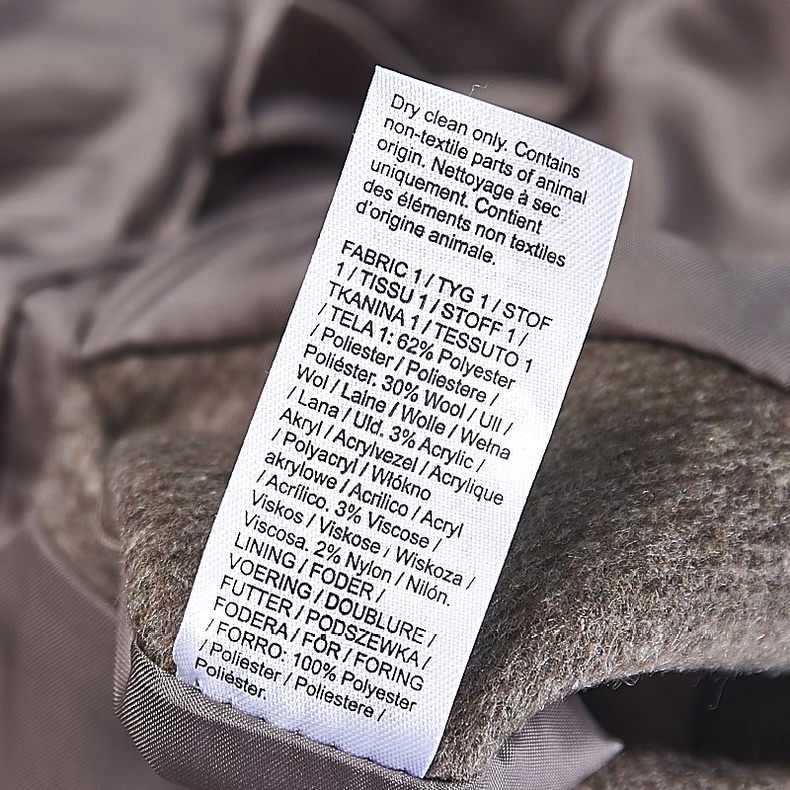 Dry clean only. Contains
non-textile parts of animal
origin. Nettoyage à sec
uniquement. Contient
des éléments non textiles
d'origine animale.
FABRIC 1 / TYG 1 / STOF
1 / TISSU 1 / STOFF 1 /
TKANINA 1 / TESSUTO 1
/ TELA 1: 62% Polyester
/ Poliester / Poliestere /
Poliéster. 30% Wool / Ull /
Wol / Laine / Wolle / Wełna
/ Lana / Uld. 3% Acrylic /
Akryl / Acrylvezel / Acrylique
/ Polyacryl / Włókno
akrylowe / Acrilico / Acryl
/ Acrílico. 3% Viscose /
Viskos / Viskose / Wiskoza /
Viscosa. 2% Nylon / Nilón.
LINING / FODER /
VOERING / DOUBLURE /
FUTTER / PODSZEWKA /
FODERA / FÔR / FORING
/ FORRO: 100% Polyester
/ Poliester / Poliestere /
Poliéster.